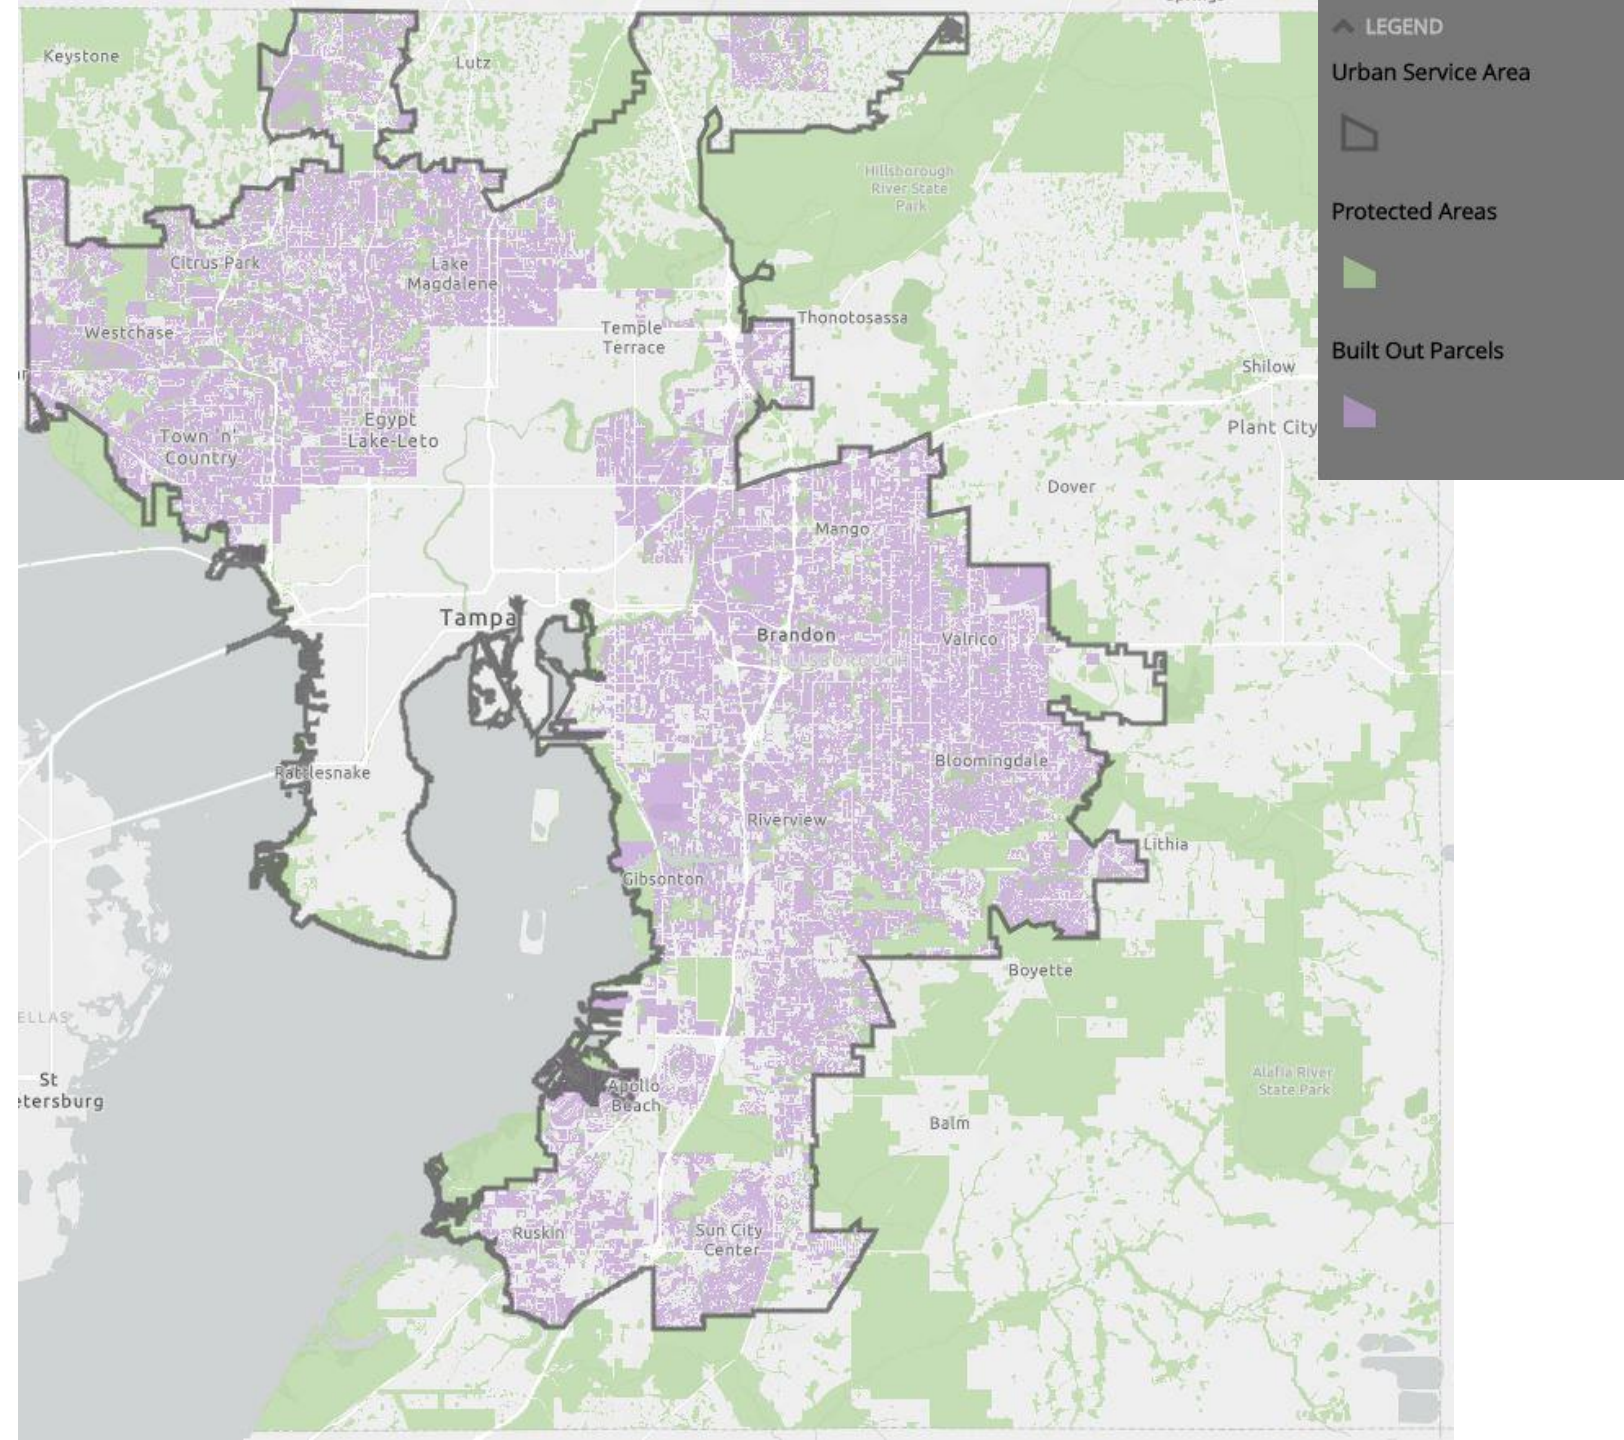 LEGEND
Urban Service Area
Protected Areas
Built Out Parcels
Keystone
Lutz
Hillsborough
River State
Park
Citrus Park
Lake
Magdalene
Westchase
Temple
Terrace
Thonotosassa
Shilow
Egypt
Lake-Leto
Town 'n'
Country
Plant City
Dover
Mango
Tampa
Brandon
Valrico
HILLSBOROUGH
Rattlesnake
Bloomingdale
Riverview
Lithia
Gibsonton
Boyette
ELLAS
St
etersburg
Apollo
Beach
Alafia River
State Park
Balm
Ruskin
Sun City
Center